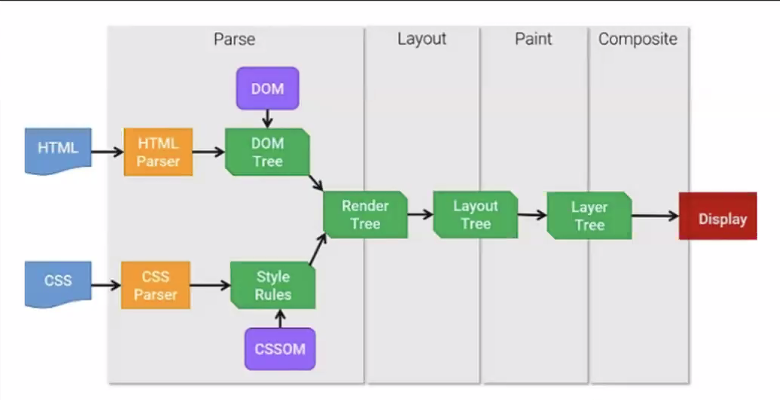 Parse
Layout
Paint
Composite
DOM
HTML
HTML
Parser
DOM
Tree
Render
Tree
Layout
Tree
Layer
Tree
Display
CSS
CSS
Parser
Style
Rules
CSSOM